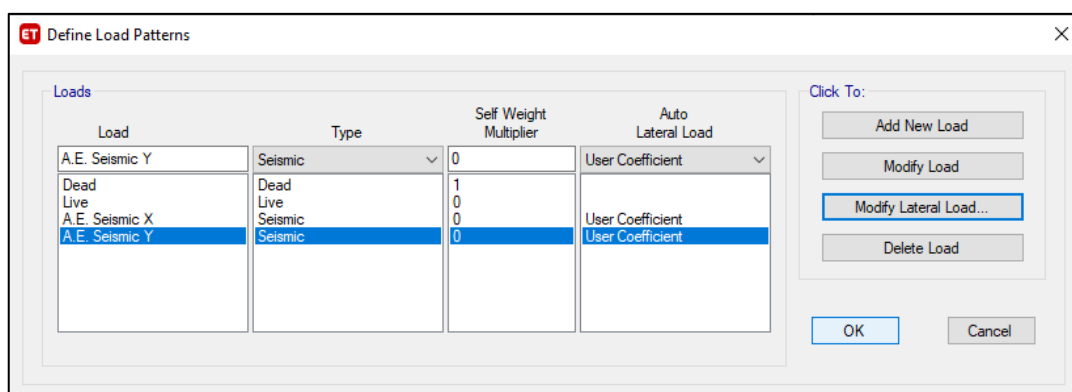 ET Define Load Patterns
Loads
Click To:
Load Type Self Weight Multiplier Auto Lateral Load
A.E. Seismic Y Seismic 0 User Coefficient
Dead Dead 1
Live Live 0
A.E. Seismic X Seismic 0 User Coefficient
A.E. Seismic Y Seismic 0 User Coefficient
Add New Load
Modify Load
Modify Lateral Load...
Delete Load
OK Cancel